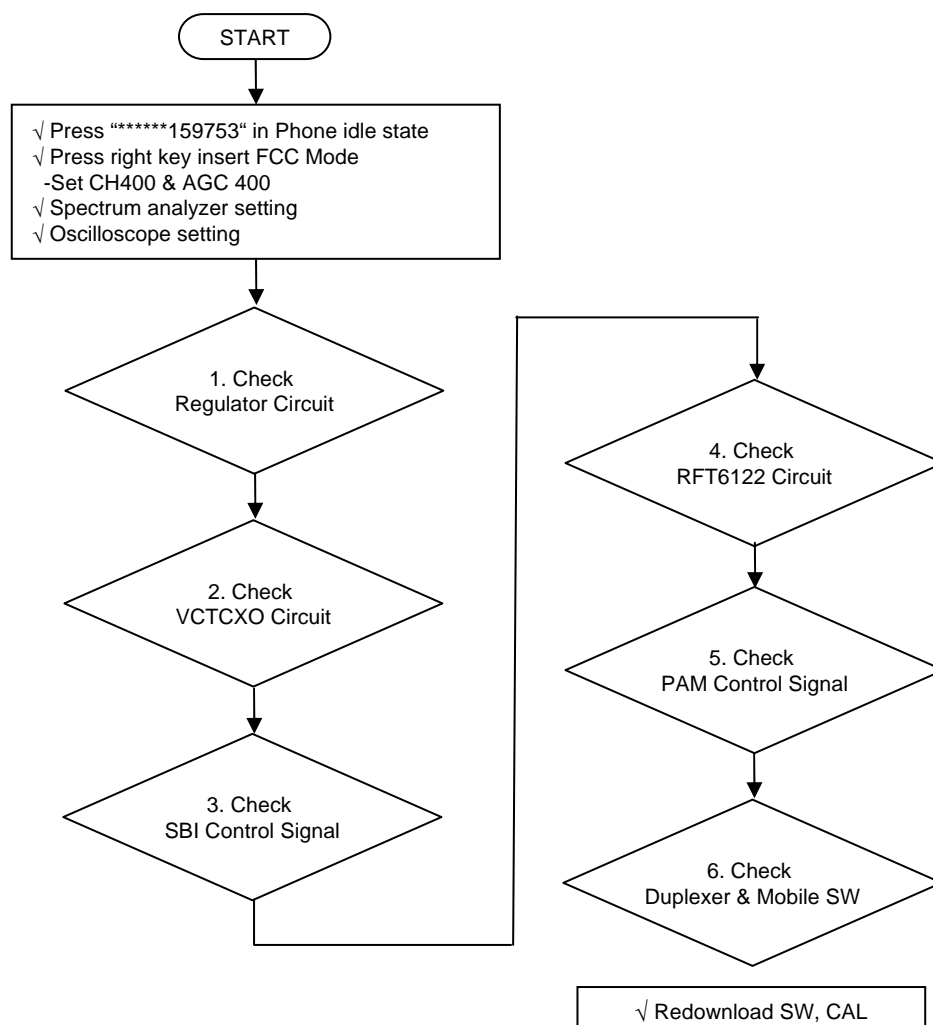 START
√ Press “******159753“ in Phone idle state
√ Press right key insert FCC Mode
-Set CH400 & AGC 400
√ Spectrum analyzer setting
√ Oscilloscope setting
1. Check
Regulator Circuit
2. Check
VCTCXO Circuit
3. Check
SBI Control Signal
4. Check
RFT6122 Circuit
5. Check
PAM Control Signal
6. Check
Duplexer & Mobile SW
√ Redownload SW, CAL